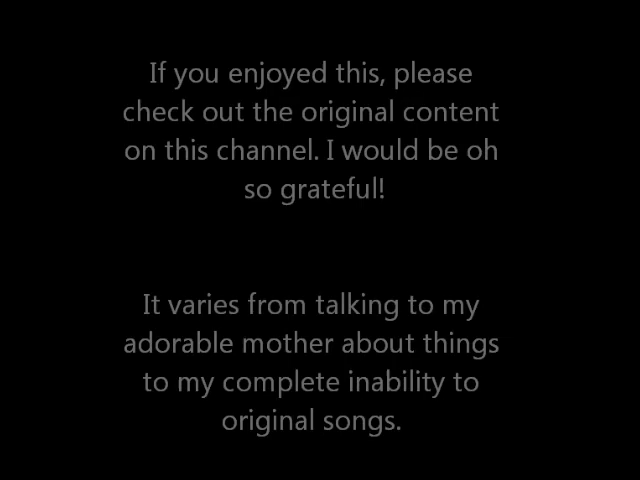 If you enjoyed this, please
check out the original content
on this channel. I would be oh
so grateful!
It varies from talking to my
adorable mother about things
to my complete inability to
original songs.